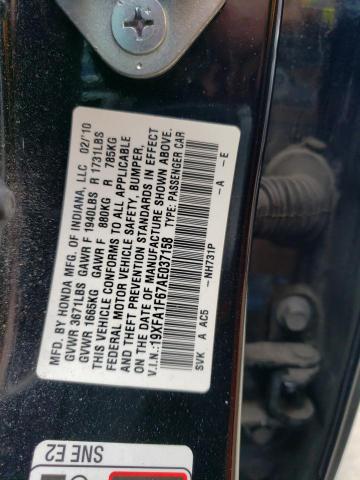 MFD. BY HONDA MFG. OF INDIANA, LLC 02/10
GVWR 3671LBS GAWR F 1940LBS R 1731LBS
GVWR 1665KG GAWR F 880KG R 785KG
THIS VEHICLE CONFORMS TO ALL APPLICABLE
FEDERAL MOTOR VEHICLE SAFETY, BUMPER,
AND THEFT PREVENTION STANDARDS IN EFFECT
ON THE DATE OF MANUFACTURE SHOWN ABOVE.
V.I.N.:19XFA1F67AE037158 TYPE:PASSENGER CAR
SVK A AC5 -NH731P -A -E
SNE E2